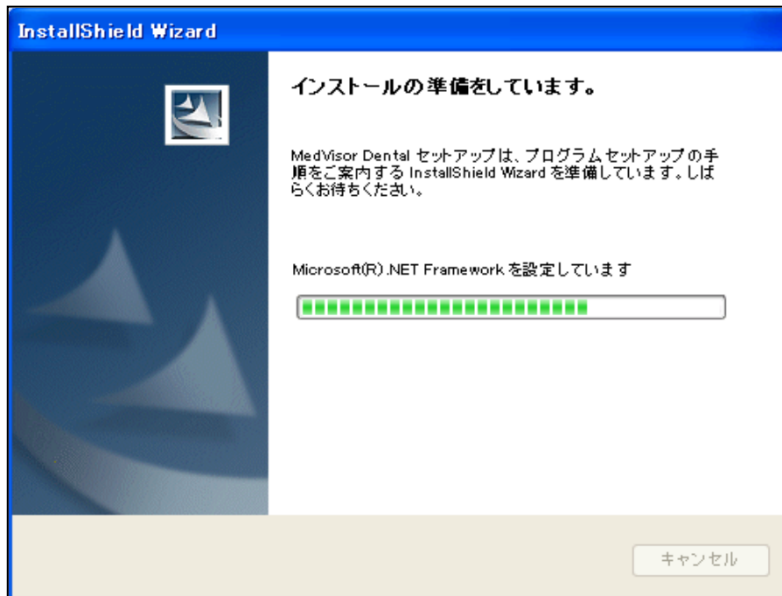 InstallShield Wizard
インストールの準備をしています。
MedVisor Dental セットアップは、プログラムセットアップの手
順をご案内する InstallShield Wizard を準備しています。しば
らくお待ちください。
Microsoft(R) .NET Framework を設定しています
キャンセル